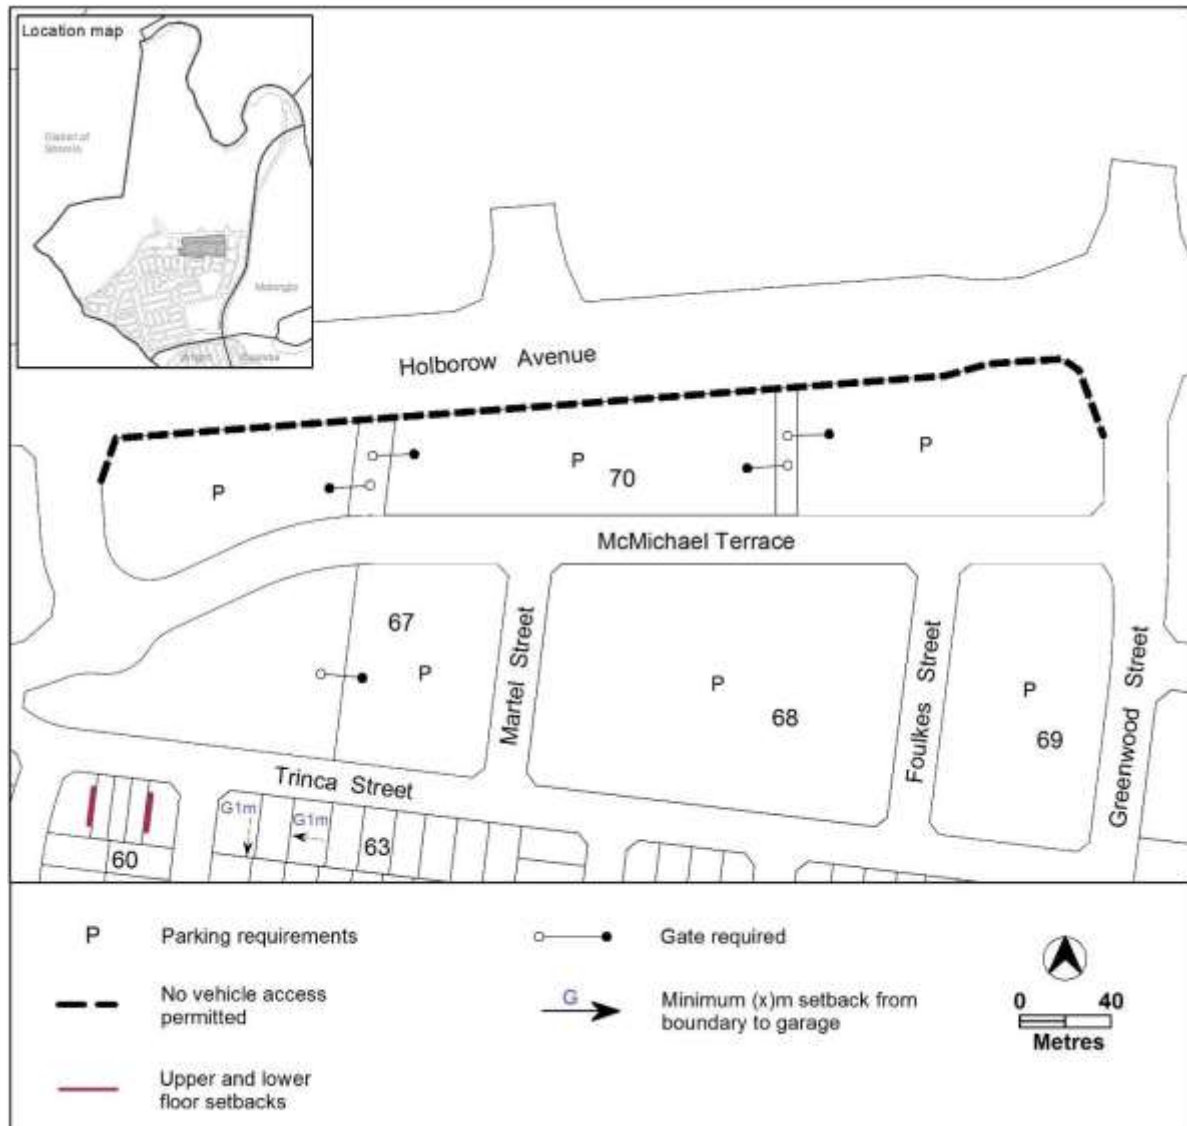 Location map
Molonglo
Holborow Avenue
P
P
P
70
McMichael Terrace
67
P
Martel Street
P
68
Foulkes Street
P
69
Greenwood Street
Trinca Street
G1m
G1m
63
60
P Parking requirements
Gate required
No vehicle access
permitted
G
Minimum (x)m setback from
boundary to garage
0 40
Metres
Upper and lower
floor setbacks